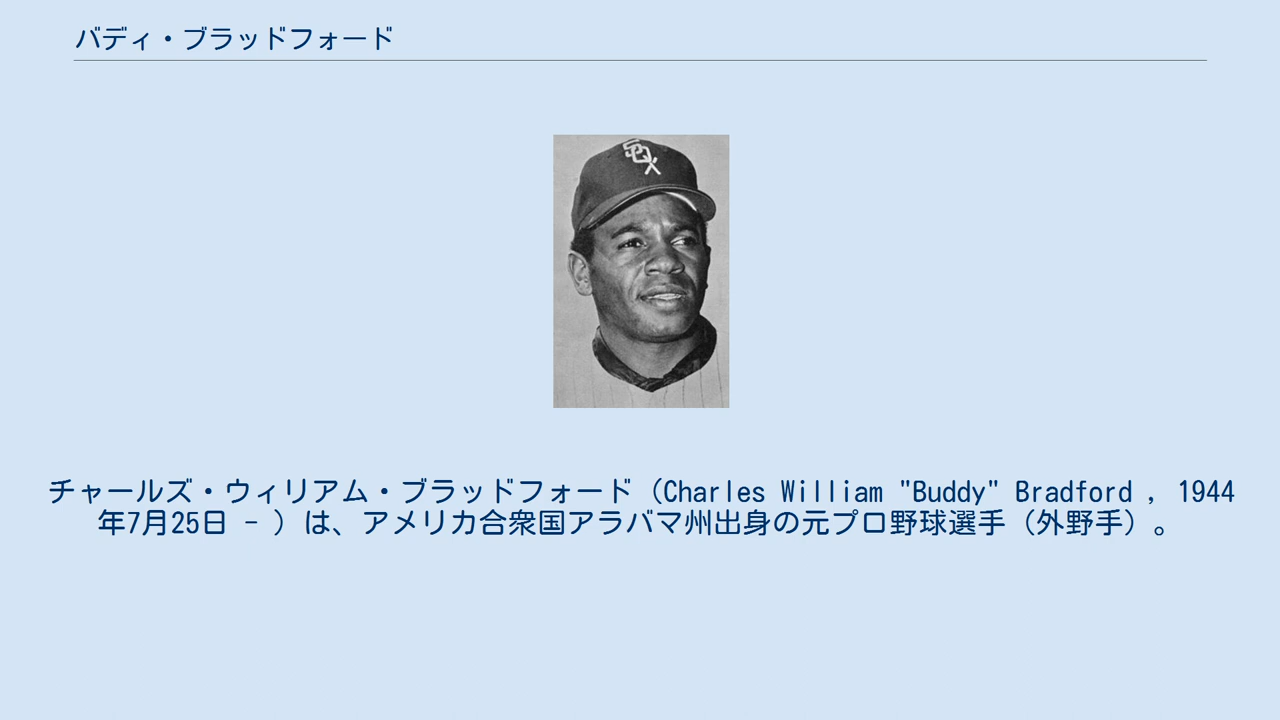 バディ・ブラッドフォード
SOX
チャールズ・ウィリアム・ブラッドフォード（Charles William "Buddy" Bradford , 1944
年7月25日 - ）は、アメリカ合衆国アラバマ州出身の元プロ野球選手（外野手）。